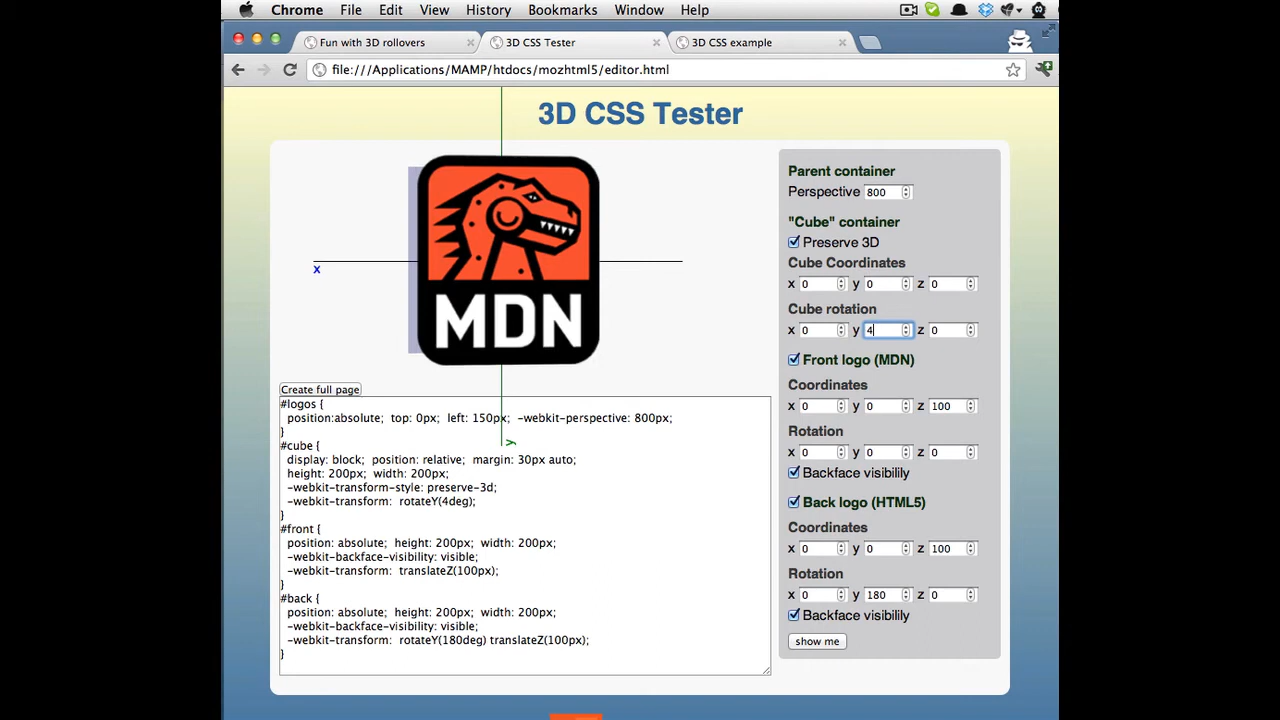 Chrome File Edit View History Bookmarks Window Help
Fun with 3D rollovers
3D CSS Tester
3D CSS example
file:///Applications/MAMP/htdocs/mozhtml5/editor.html
3D CSS Tester
x
MDN
Y
Create full page
#logos {
position:absolute; top: 0px; left: 150px; -webkit-perspective: 800px;
}
#cube {
display: block; position: relative; margin: 30px auto;
height: 200px; width: 200px;
-webkit-transform-style: preserve-3d;
-webkit-transform: rotateY(4deg);
}
#front {
position: absolute; height: 200px; width: 200px;
-webkit-backface-visibility: visible;
-webkit-transform: translateZ(100px);
}
#back {
position: absolute; height: 200px; width: 200px;
-webkit-backface-visibility: visible;
-webkit-transform: rotateY(180deg) translateZ(100px);
}
Parent container
Perspective 800
"Cube" container
Preserve 3D
Cube Coordinates
x 0 y 0 z 0
Cube rotation
x 0 y 4 z 0
Front logo (MDN)
Coordinates
x 0 y 0 z 100
Rotation
x 0 y 0 z 0
Backface visibilily
Back logo (HTML5)
Coordinates
x 0 y 0 z 100
Rotation
x 0 y 180 z 0
Backface visibilily
show me